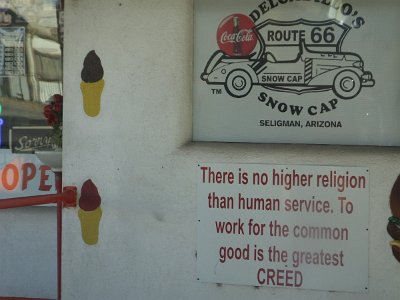 DELGADILLO'S
Coca-Cola
ROUTE 66
SNOW CAP
TM
SNOW CAP
SELIGMAN, ARIZONA
Sorry
OPE
There is no higher religion
than human service. To
work for the common
good is the greatest
CREED